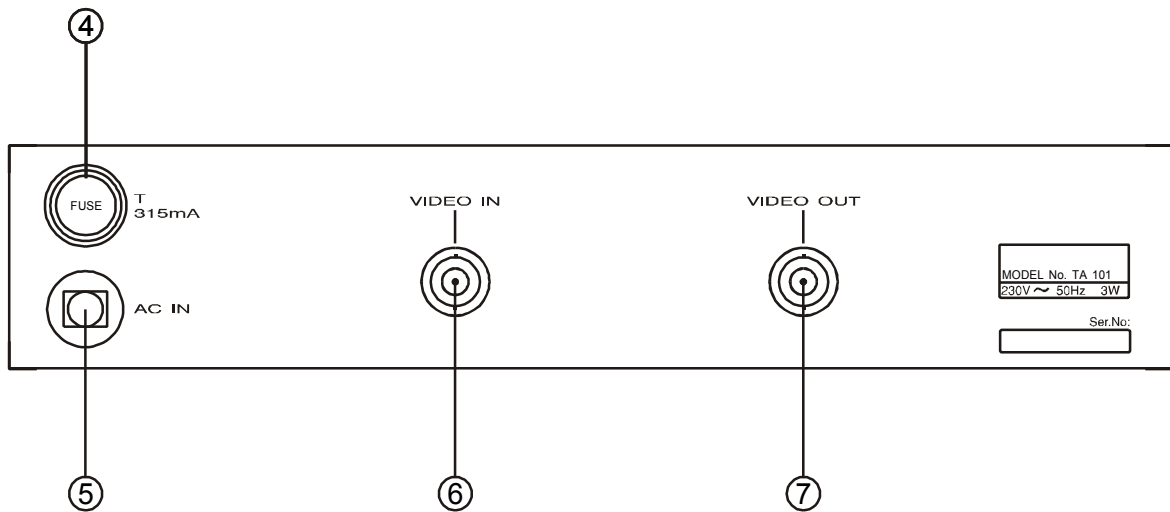 ④
FUSE
T
315mA
VIDEO IN
VIDEO OUT
AC IN
MODEL No. TA 101
230V ~ 50Hz 3W
Ser.No:
⑤
⑥
⑦